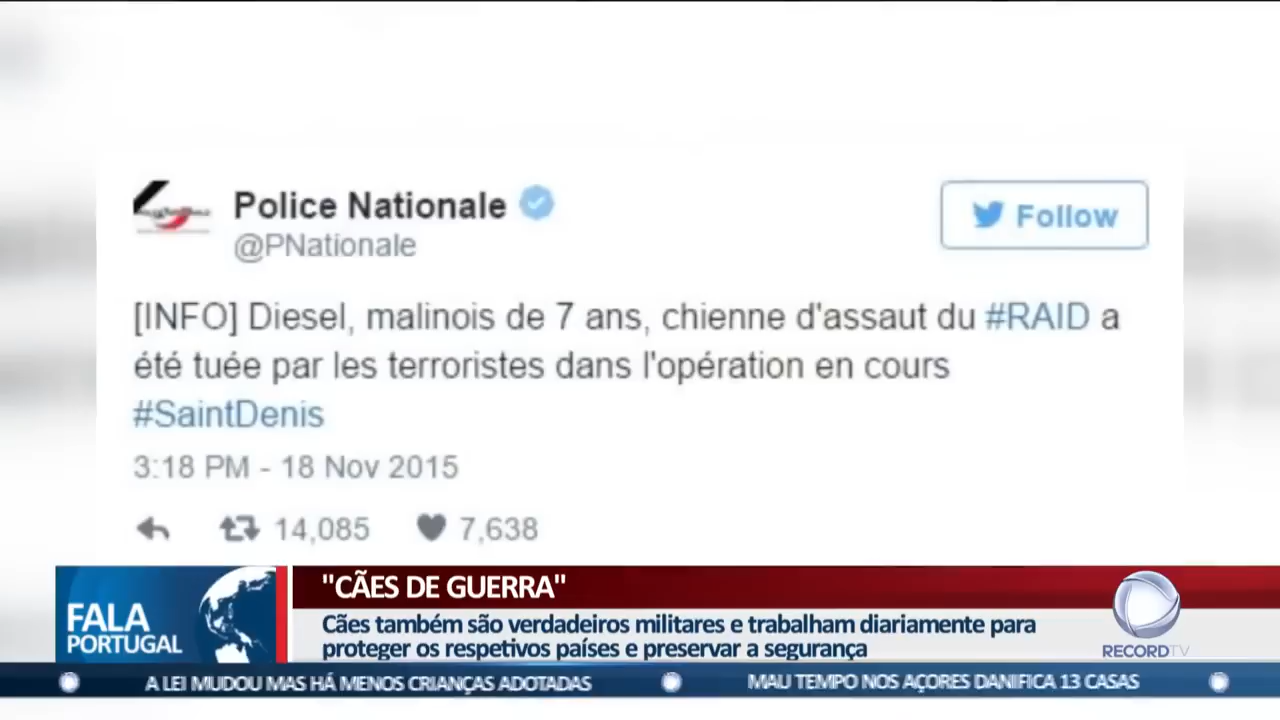 Police Nationale
@PNationale
Follow
[INFO] Diesel, malinois de 7 ans, chienne d'assaut du #RAID a
été tuée par les terroristes dans l'opération en cours
#SaintDenis
3:18 PM - 18 Nov 2015
14,085 7,638
FALA
PORTUGAL
"CÃES DE GUERRA"
Cães também são verdadeiros militares e trabalham diariamente para
proteger os respetivos países e preservar a segurança
RECORDTV
A LEI MUDOU MAS HÁ MENOS CRIANÇAS ADOTADAS MAU TEMPO NOS AÇORES DANIFICA 13 CASAS